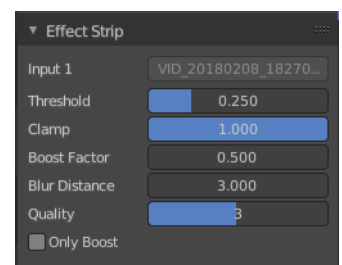 Effect Strip
Input 1 VID_20180208_18270...
Threshold 0.250
Clamp 1.000
Boost Factor 0.500
Blur Distance 3.000
Quality 3
Only Boost